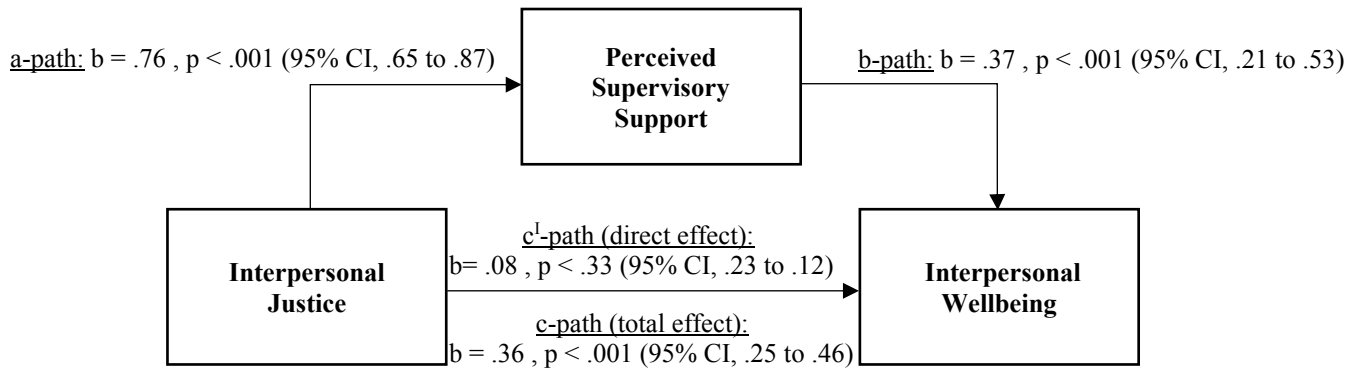 a-path: b = .76 , p < .001 (95% CI, .65 to .87)
Perceived
Supervisory
Support
b-path: b = .37 , p < .001 (95% CI, .21 to .53)
Interpersonal
Justice
cᴵ-path (direct effect):
b= .08 , p < .33 (95% CI, .23 to .12)
c-path (total effect):
b = .36 , p < .001 (95% CI, .25 to .46)
Interpersonal
Wellbeing